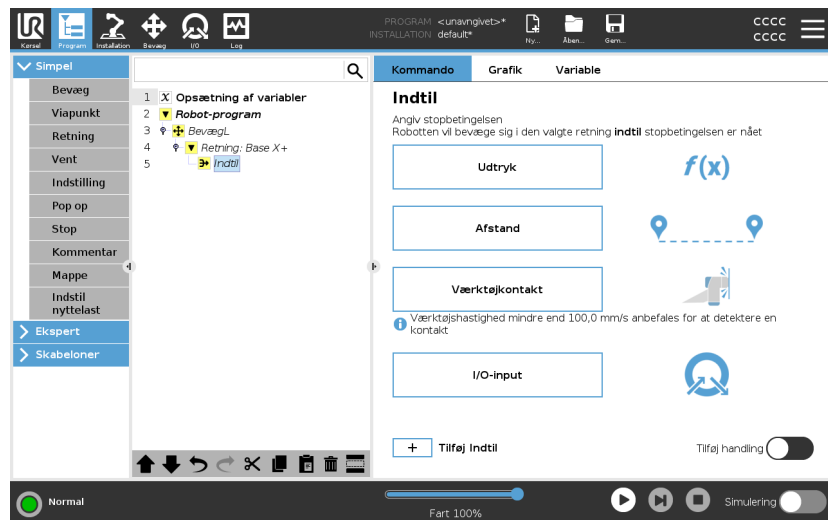 PROGRAM <unavngivet>*
INSTALLATION default*
Kørsel Program Installation Bevæg I/O Log
Ny... Åben... Gem...
cccc
cccc
Simpel
Bevæg
Viapunkt
Retning
Vent
Indstilling
Pop op
Stop
Kommentar
Mappe
Indstil
nyttelast
Ekspert
Skabeloner
1 X Opsætning af variabler
2 Robot-program
3 BevægL
4 Retning: Base X+
5 Indtil
Kommando Grafik Variable
Indtil
Angiv stopbetingelsen
Robotten vil bevæge sig i den valgte retning indtil stopbetingelsen er nået
Udtryk
f(x)
Afstand
Værktøjkontakt
Værktøjshastighed mindre end 100,0 mm/s anbefales for at detektere en
kontakt
I/O-input
+ Tilføj Indtil
Tilføj handling
Normal
Fart 100%
Simulering